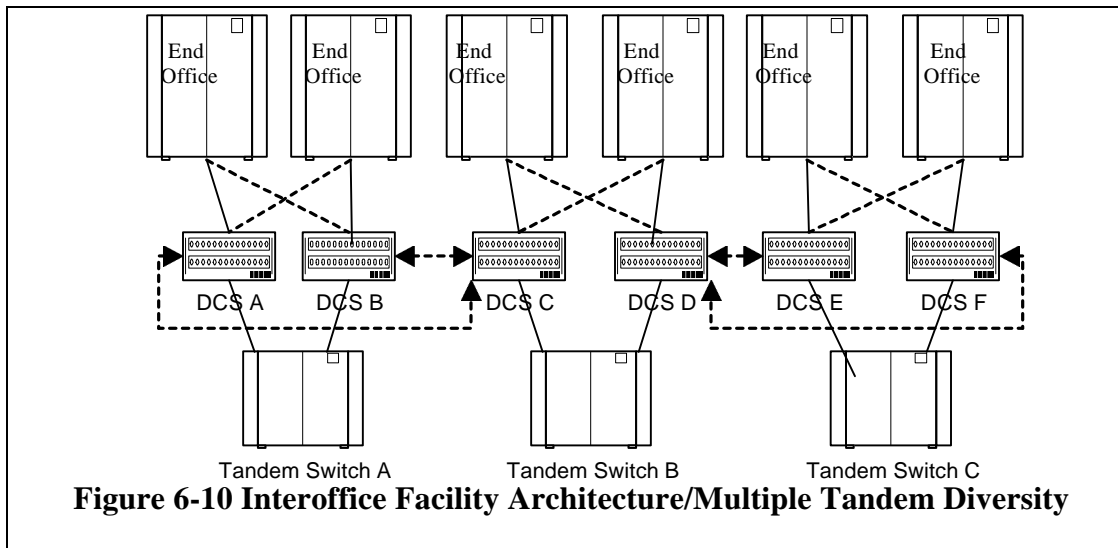 End Office
End Office
End Office
End Office
End Office
End Office
DCS A
DCS B
DCS C
DCS D
DCS E
DCS F
Tandem Switch A
Tandem Switch B
Tandem Switch C
Figure 6-10 Interoffice Facility Architecture/Multiple Tandem Diversity